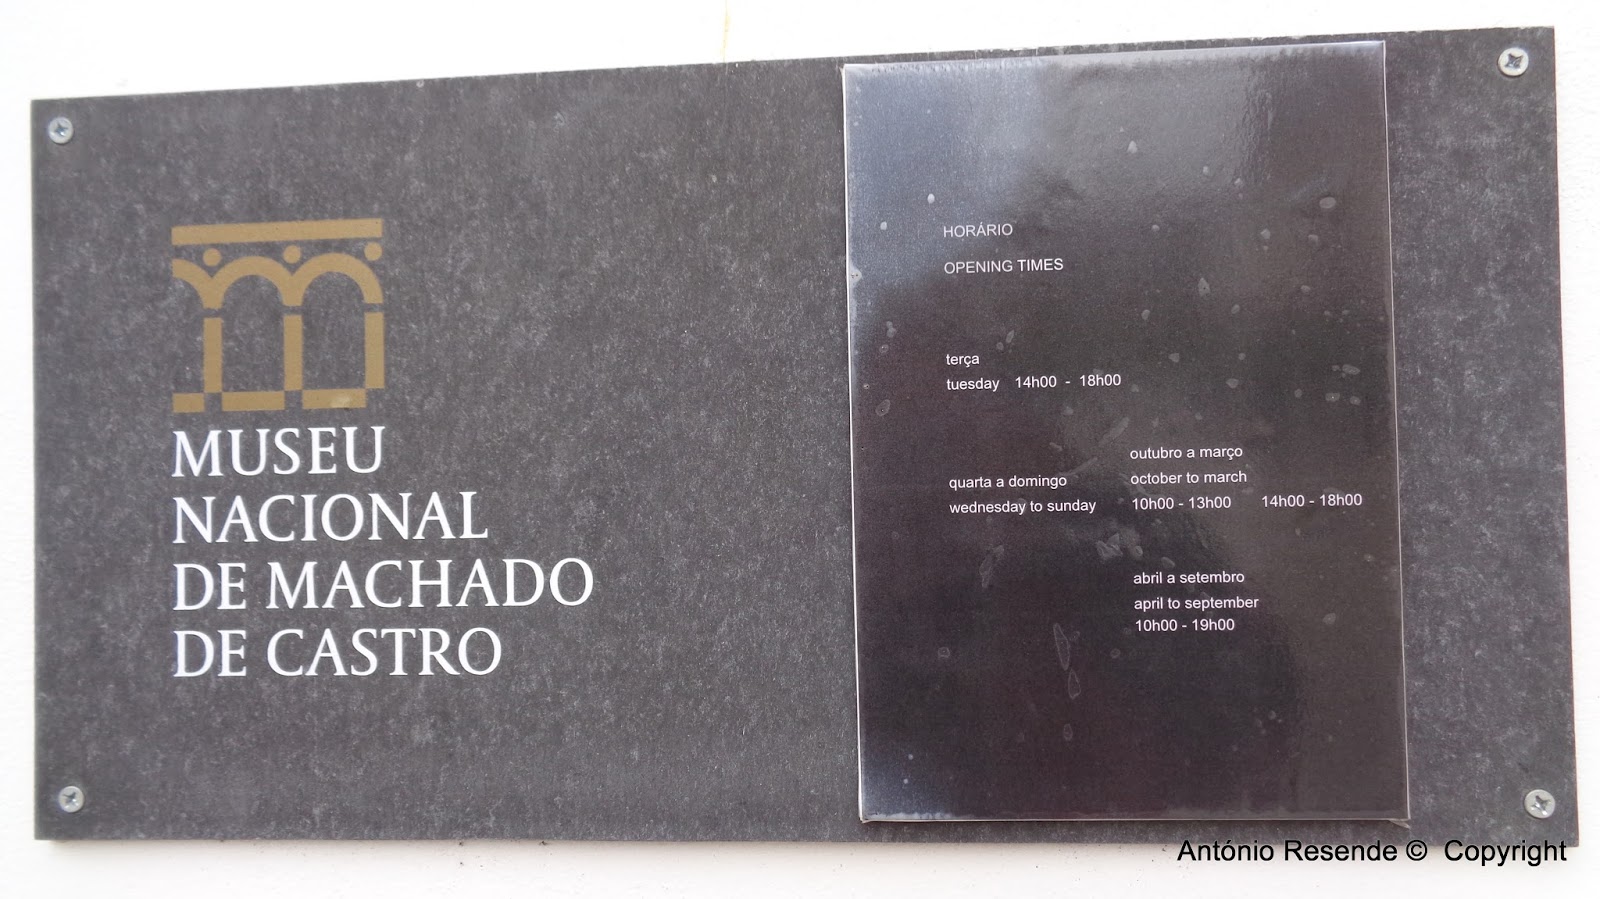 MUSEU
NACIONAL
DE MACHADO
DE CASTRO
HORÁRIO
OPENING TIMES
terça
tuesday 14h00 - 18h00
outubro a março
quarta a domingo october to march
wednesday to sunday 10h00 - 13h00 14h00 - 18h00
abril a setembro
april to september
10h00 - 19h00
António Resende © Copyright